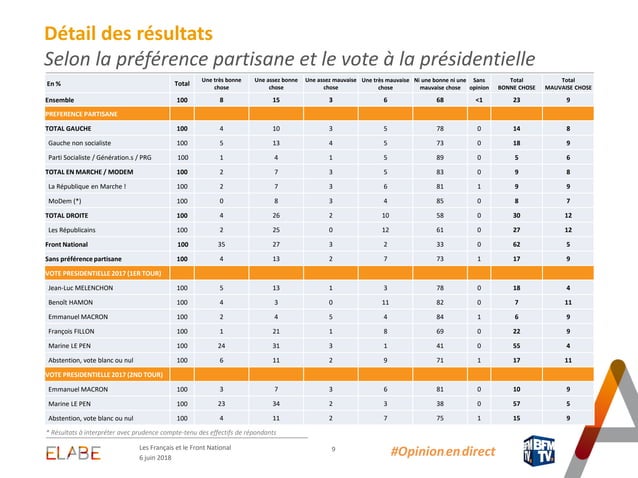 Détail des résultats
Selon la préférence partisane et le vote à la présidentielle
En % Total Une très bonne chose Une assez bonne chose Une assez mauvaise chose Une très mauvaise chose Ni une bonne ni une mauvaise chose Sans opinion Total BONNE CHOSE Total MAUVAISE CHOSE
Ensemble 100 8 15 3 6 68 <1 23 9
PREFERENCE PARTISANE
TOTAL GAUCHE 100 4 10 3 5 78 0 14 8
Gauche non socialiste 100 5 13 4 5 73 0 18 9
Parti Socialiste / Génération.s / PRG 100 1 4 1 5 89 0 5 6
TOTAL EN MARCHE / MODEM 100 2 7 3 5 83 0 9 8
La République en Marche ! 100 2 7 3 6 81 1 9 9
MoDem (*) 100 0 8 3 4 85 0 8 7
TOTAL DROITE 100 4 26 2 10 58 0 30 12
Les Républicains 100 2 25 0 12 61 0 27 12
Front National 100 35 27 3 2 33 0 62 5
Sans préférence partisane 100 4 13 2 7 73 1 17 9
VOTE PRESIDENTIELLE 2017 (1ER TOUR)
Jean-Luc MELENCHON 100 5 13 1 3 78 0 18 4
Benoît HAMON 100 4 3 0 11 82 0 7 11
Emmanuel MACRON 100 2 4 5 4 84 1 6 9
François FILLON 100 1 21 1 8 69 0 22 9
Marine LE PEN 100 24 31 3 1 41 0 55 4
Abstention, vote blanc ou nul 100 6 11 2 9 71 1 17 11
VOTE PRESIDENTIELLE 2017 (2ND TOUR)
Emmanuel MACRON 100 3 7 3 6 81 0 10 9
Marine LE PEN 100 23 34 2 3 38 0 57 5
Abstention, vote blanc ou nul 100 4 11 2 7 75 1 15 9
* Résultats à interpréter avec prudence compte-tenu des effectifs de répondants
ELABE
Les Français et le Front National
6 juin 2018
9
#Opinionendirect
BFM
TV.